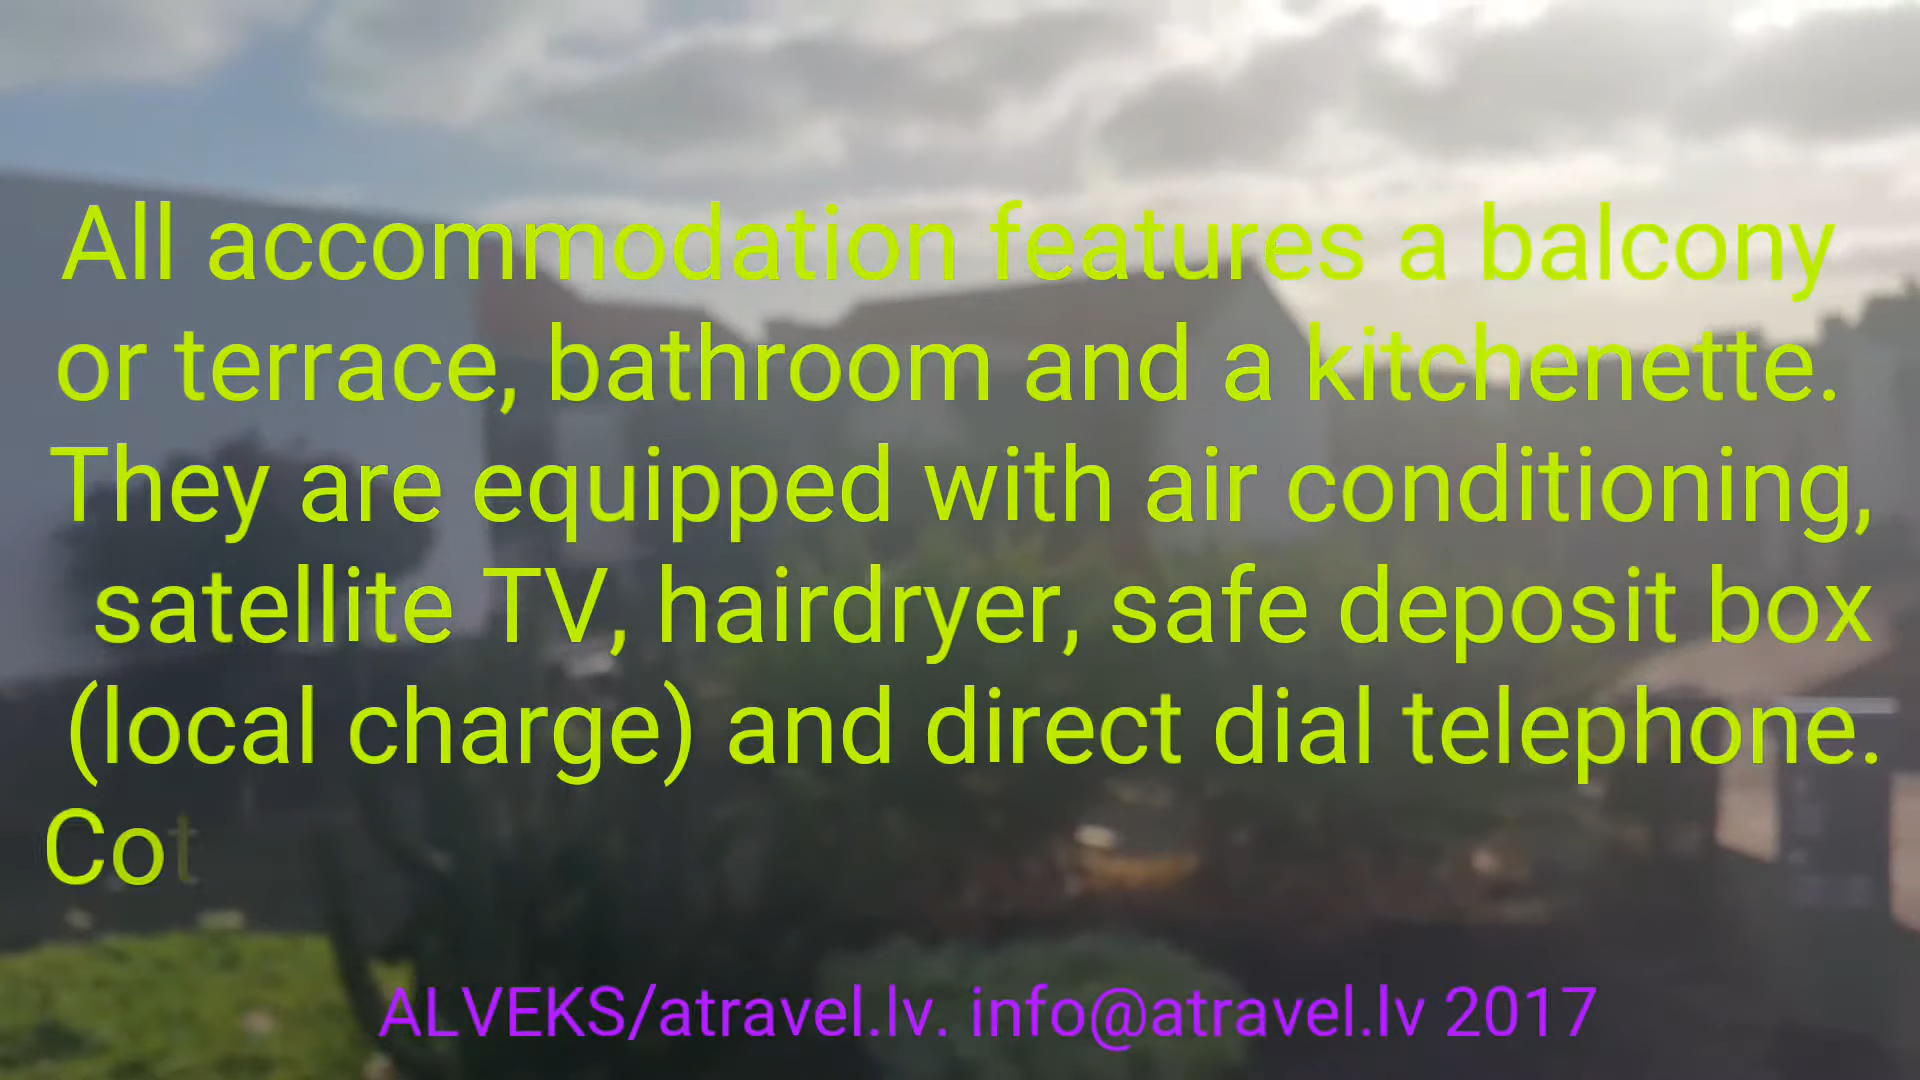 All accommodation features a balcony
or terrace, bathroom and a kitchenette.
They are equipped with air conditioning,
satellite TV, hairdryer, safe deposit box
(local charge) and direct dial telephone.
Cot
ALVEKS/atravel.lv. info@atravel.lv 2017